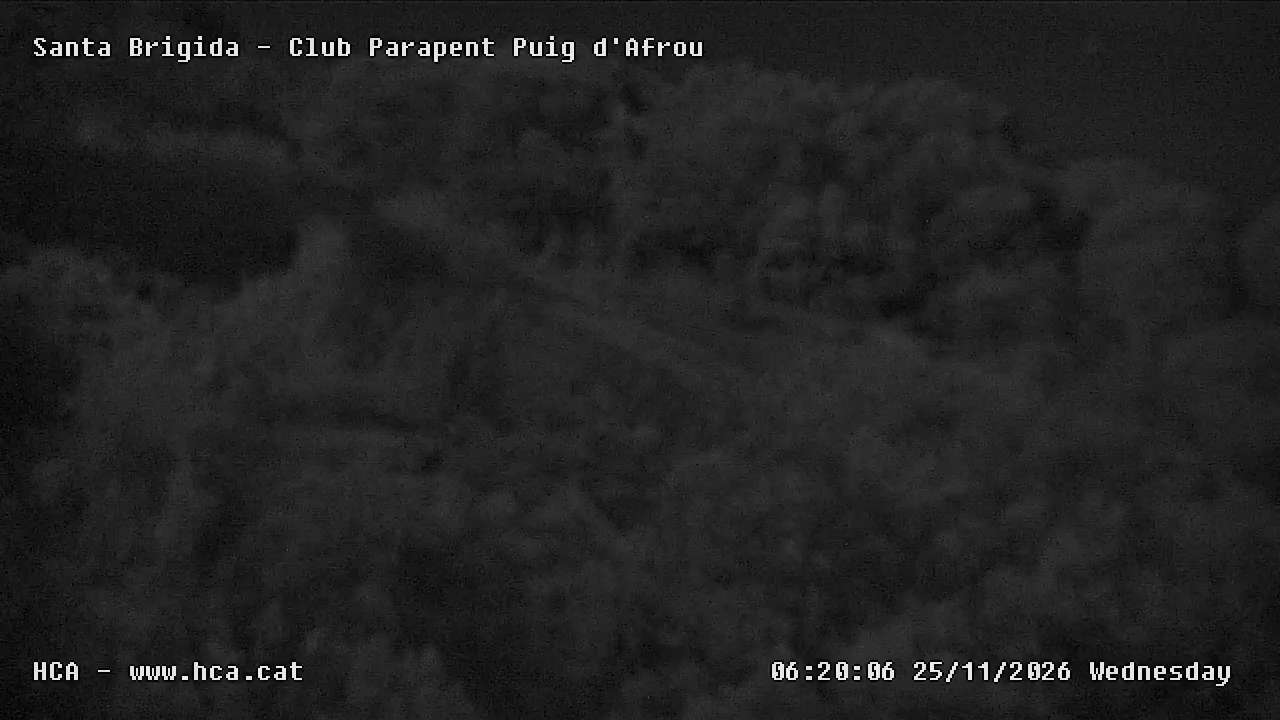 Santa Brigida - Club Parapent Puig d'Afrou
HCA - www.hca.cat
06:20:06 25/11/2026 Wednesday